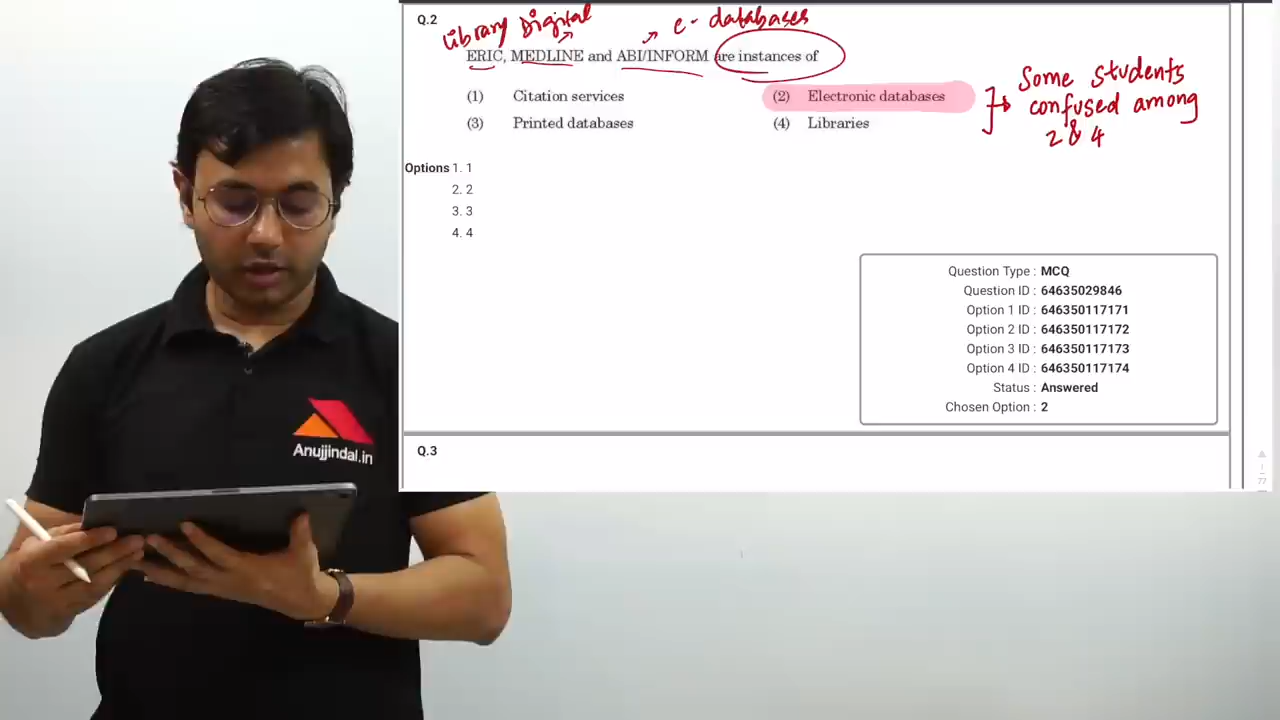 Q.2
Library Digital
e-databases
ERIC, MEDLINE and ABI/INFORM are instances of
(1) Citation services
(2) Electronic databases
(3) Printed databases
(4) Libraries
Some students
confused among
2 & 4
Options 1. 1
2. 2
3. 3
4. 4
Question Type : MCQ
Question ID : 64635029846
Option 1 ID : 646350117171
Option 2 ID : 646350117172
Option 3 ID : 646350117173
Option 4 ID : 646350117174
Status : Answered
Chosen Option : 2
Q.3
Anujjindal.in
1
77